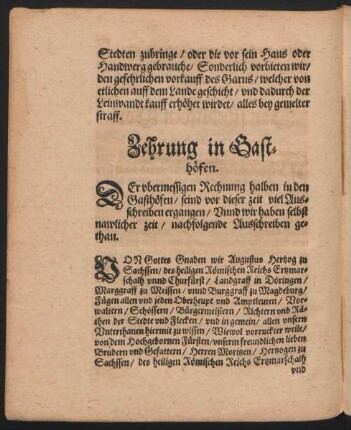 Stedten zubringe / oder die vor sein Haus oder
Handwerg gebrauche / Sonderlich vorbieten wir /
den gefehrlichen vorkauff des Garns / welcher von
etlichen auff dem Lande geschicht / vnd dadurch der
Leinwandt kauff erhöhet wirdet / alles bey gemelter
straff.
Zehrung in Gast-
höfen.
DEr vbermessigen Rechnung halben in den
Gasthöfen / seind vor dieser zeit viel Aus-
schreiben ergangen / Vnnd wir haben selbst
nawlicher zeit / nachfolgende Ausschreiben ge-
than.
VON Gottes Gnaden wir Augustus Hertzog zu
Sachssen / des heiligen Römischen Reichs Ertzmar-
schalh vnnd Churfürst / Landgraff in Döringen /
Marggraff zu Meissen / vnnd Burggraff zu Magdeburg /
Fügen allen vnd jeden Oberheupt vnd Amptleuten / Vor-
waltern / Schössern / Bürgermeistern / Richtern vnd Rä-
then der Stedte vnd Flecken / vnd in gemein / allen vnsern
Vnterthanen hiermit zu wissen / Wiewol vorruckter weile /
von dem Hochgebornen Fürsten / vnserm freundlichen lieben
Brudern vnd Gefattern / Herren Moritzen / Hertzogen zu
Sachssen / des heiligen Römischen Reichs Ertzmarschalh
vnd